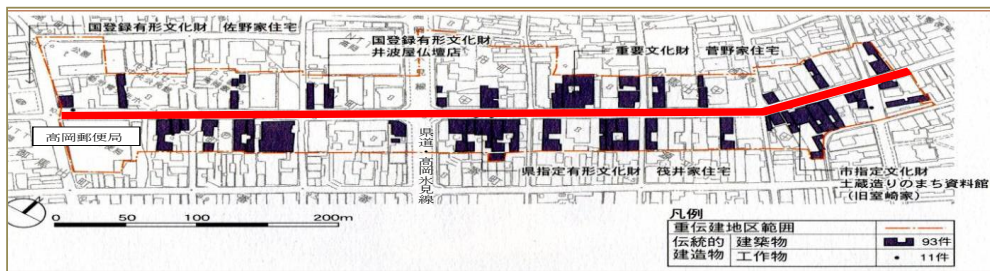 国登録有形文化財 佐野家住宅
国登録有形文化財
井波屋仏壇店
重要文化財 菅野家住宅
高岡郵便局
県道・高岡氷見線
県指定有形文化財 筏井家住宅
市指定文化財
土蔵造りのまち資料館
(旧室崎家)
0 50 100 200m
凡例
重伝建地区範囲
伝統的 建築物 93件
建造物 工作物 11件